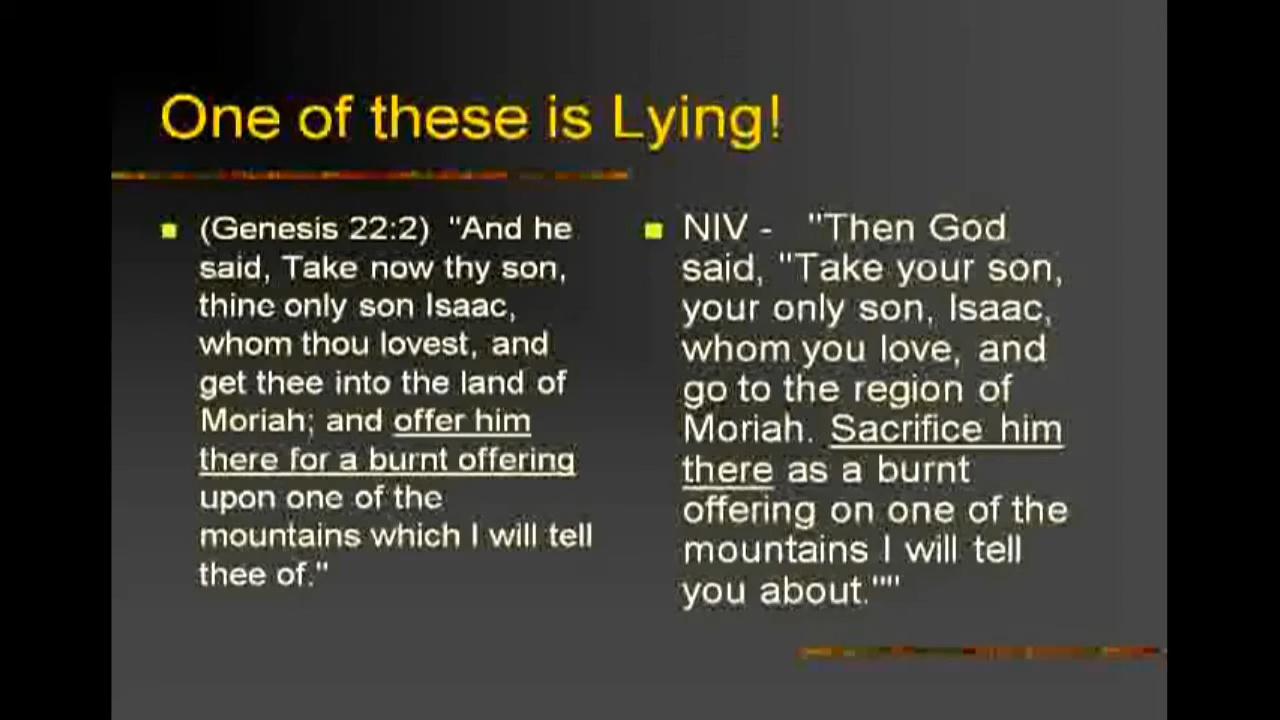 One of these is Lying!
(Genesis 22:2) "And he
said, Take now thy son,
thine only son Isaac,
whom thou lovest, and
get thee into the land of
Moriah; and offer him
there for a burnt offering
upon one of the
mountains which I will tell
thee of."
NIV - "Then God
said, "Take your son,
your only son, Isaac,
whom you love, and
go to the region of
Moriah. Sacrifice him
there as a burnt
offering on one of the
mountains I will tell
you about.""